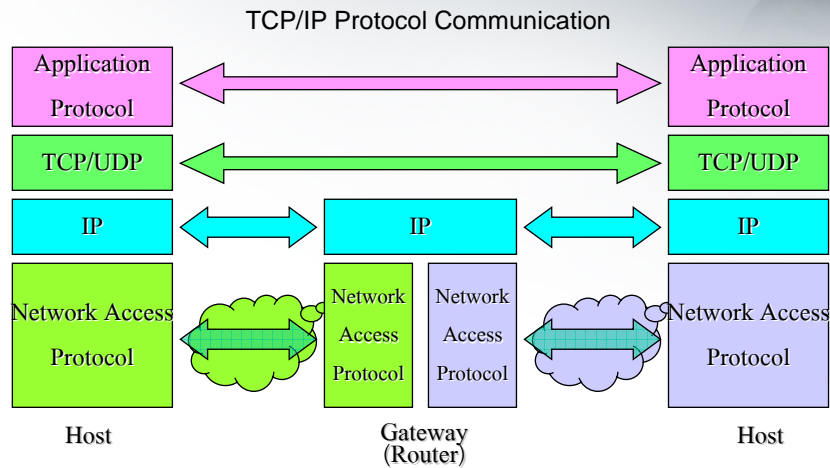 TCP/IP Protocol Communication
Application
Protocol
Application
Protocol
TCP/UDP
TCP/UDP
IP
IP
IP
Network Access
Protocol
Network
Access
Protocol
Network
Access
Protocol
Network Access
Protocol
Host
Gateway
(Router)
Host